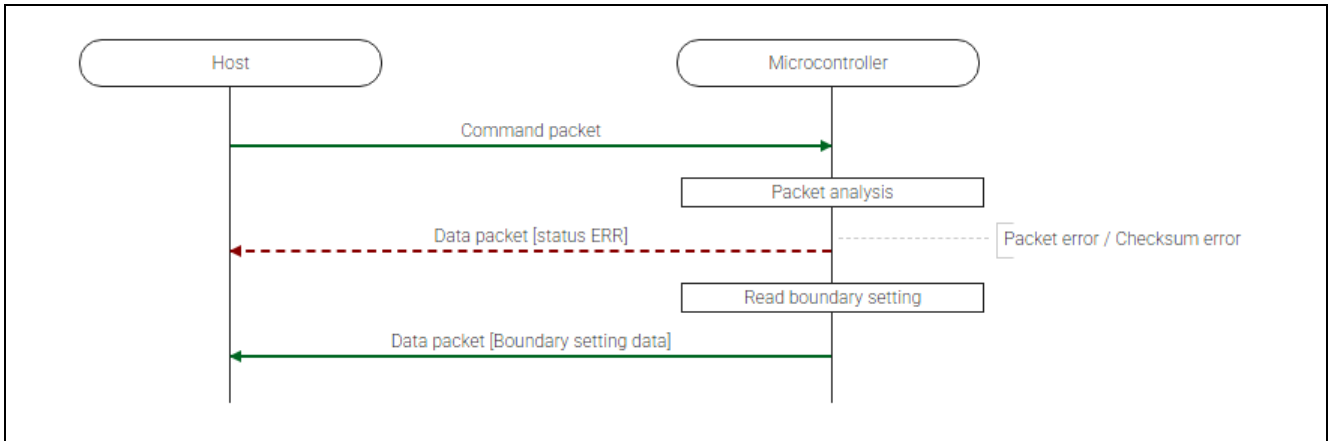 Host
Microcontroller
Command packet
Packet analysis
Data packet [status ERR]
Packet error / Checksum error
Read boundary setting
Data packet [Boundary setting data]